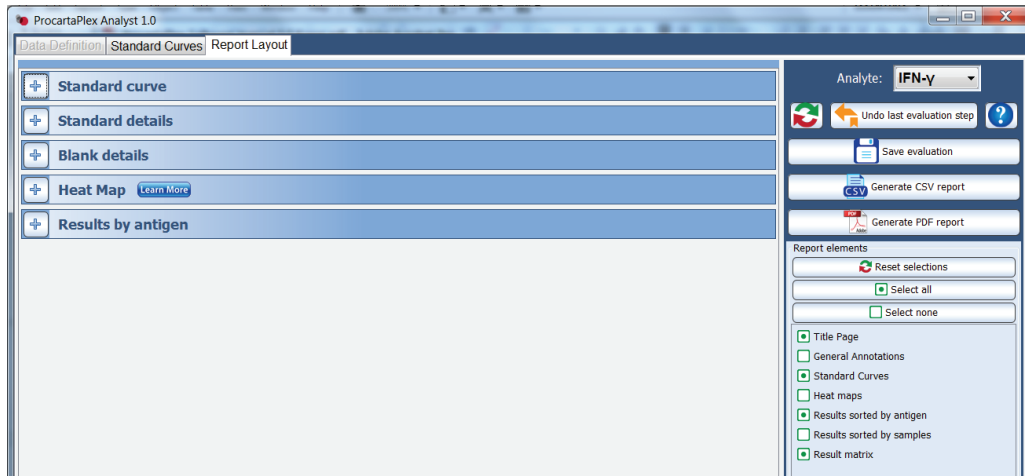 ProcartaPlex Analyst 1.0
Data Definition Standard Curves Report Layout
Standard curve
Standard details
Blank details
Heat Map Learn More
Results by antigen
Analyte: IFN-γ
Undo last evaluation step ?
Save evaluation
CSV Generate CSV report
PDF Generate PDF report
Adobe
Report elements
Reset selections
Select all
Select none
Title Page
General Annotations
Standard Curves
Heat maps
Results sorted by antigen
Results sorted by samples
Result matrix